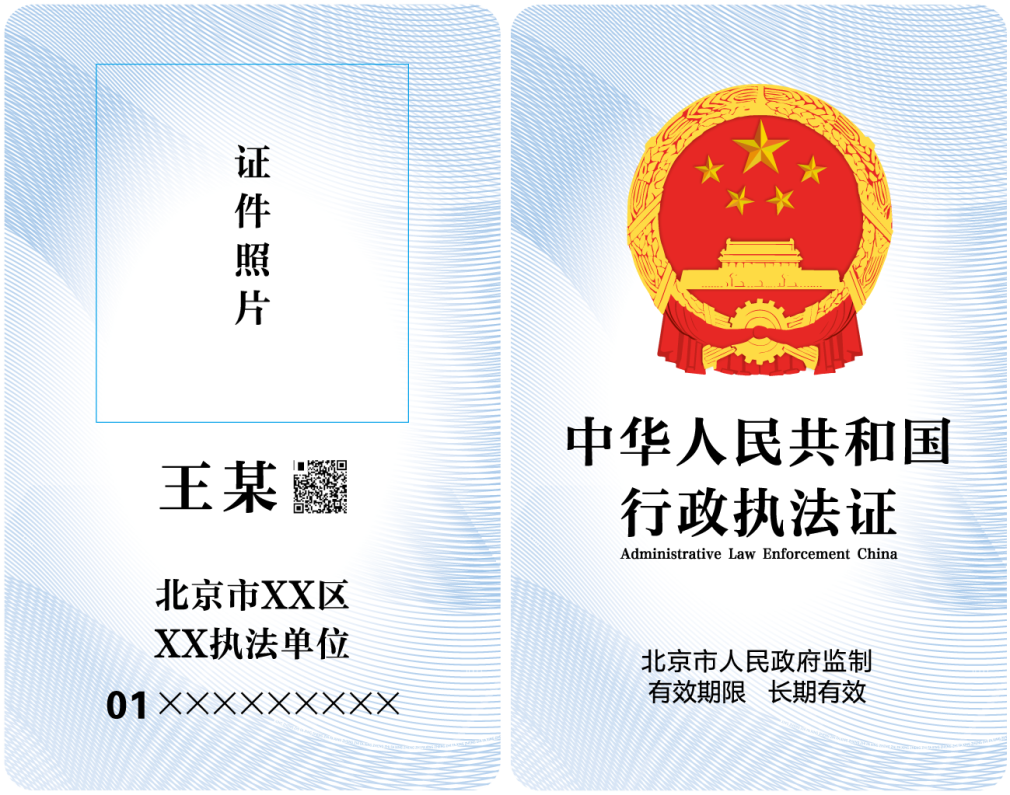 证件照片
王某
北京市XX区
XX执法单位
01×××××××××
中华人民共和国
行政执法证
Administrative Law Enforcement China
北京市人民政府监制
有效期限 长期有效